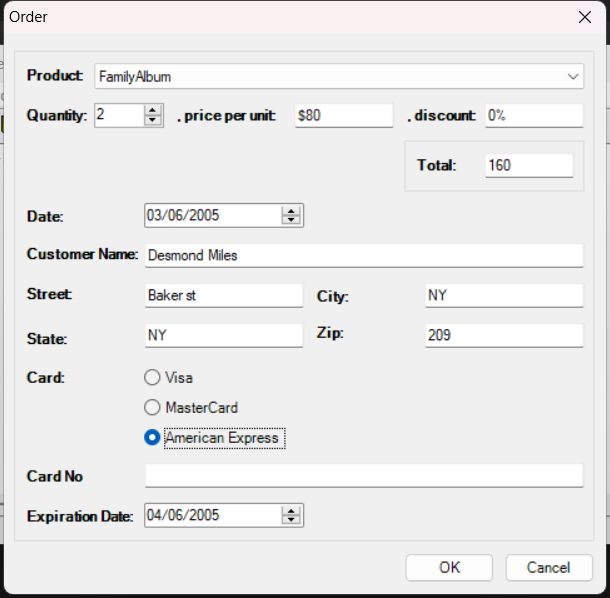 Order
Product: FamilyAlbum
Quantity: 2 , price per unit: $80 , discount: 0%
Total: 160
Date: 03/06/2005
Customer Name: Desmond Miles
Street: Baker st City: NY
State: NY Zip: 209
Card: Visa
MasterCard
American Express
Card No
Expiration Date: 04/06/2005
OK Cancel